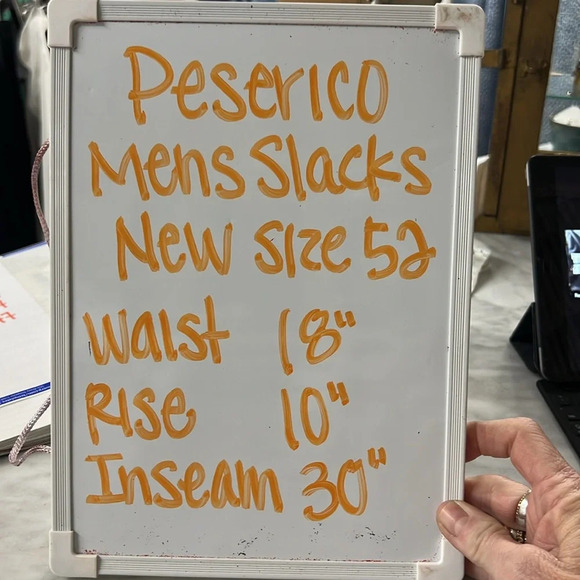 Peserico
Mens Slacks
New Size 52
Waist 18"
Rise 10"
Inseam 30"